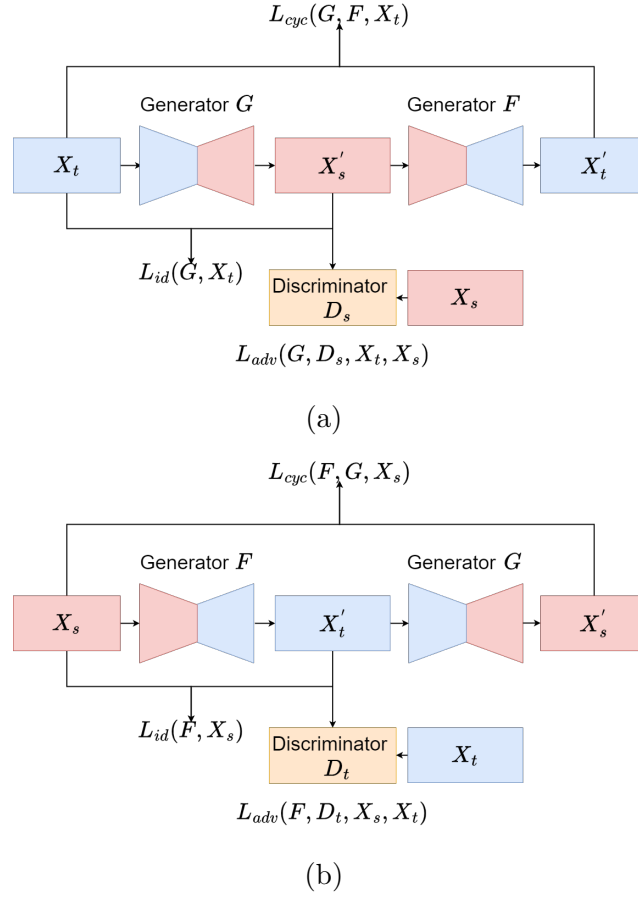 L_{cyc}(G, F, X_t)
Generator G
Generator F
X_t
X_s'
X_t'
L_{id}(G, X_t)
Discriminator
D_s
X_s
L_{adv}(G, D_s, X_t, X_s)
(a)
L_{cyc}(F, G, X_s)
Generator F
Generator G
X_s
X_t'
X_s'
L_{id}(F, X_s)
Discriminator
D_t
X_t
L_{adv}(F, D_t, X_s, X_t)
(b)